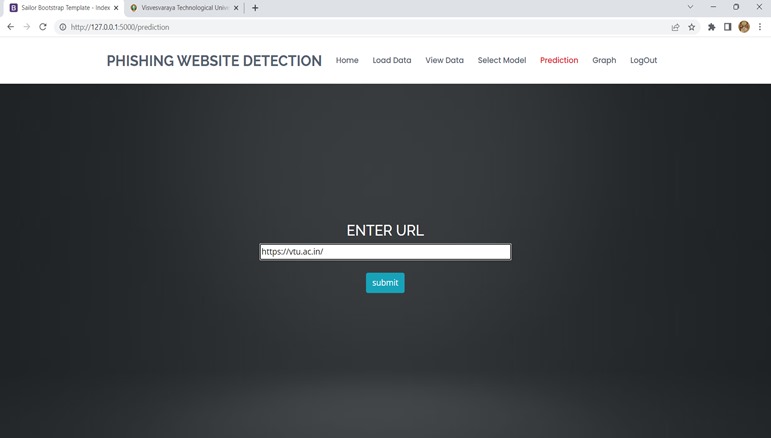 Sailor Bootstrap Template - Index
Visvesvaraya Technological Univ
http://127.0.0.1:5000/prediction
PHISHING WEBSITE DETECTION
Home
Load Data
View Data
Select Model
Prediction
Graph
LogOut
ENTER URL
https://vtu.ac.in/
submit